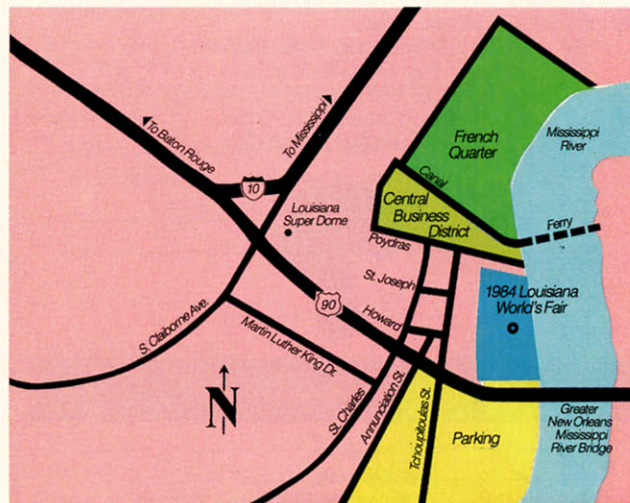 To Baton Rouge
To Mississippi
10
Louisiana
Super Dome
French
Quarter
Mississippi
River
Canal
Central
Business
District
Ferry
Poydras
St. Joseph
1984 Louisiana
World's Fair
90
Howard
S. Claiborne Ave.
Martin Luther King Dr.
N
St. Charles
Annunciation St.
Tchoupitoulas St.
Parking
Greater
New Orleans
Mississippi
River Bridge